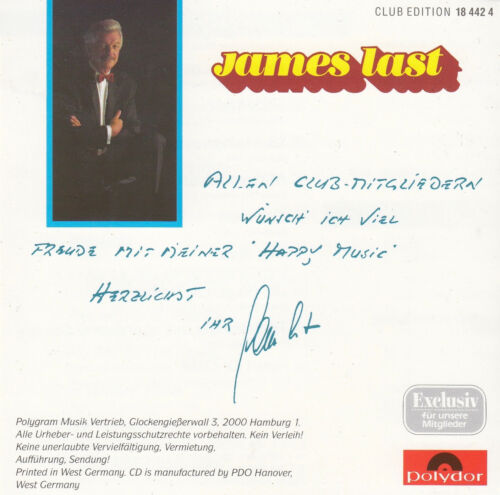 CLUB EDITION 18 442 4
james last
ALLEN CLUB-MITGLIEDERN
WÜNSCH ICH VIEL
FREUDE MIT MEINER "HAPPY MUSIC"
HERZLICHST
IHR
Exclusiv
für unsere
Mitglieder
Polygram Musik Vertrieb, Glockengießerwall 3, 2000 Hamburg 1.
Alle Urheber- und Leistungsschutzrechte vorbehalten. Kein Verleih!
Keine unerlaubte Vervielfältigung, Vermietung,
Aufführung, Sendung!
Printed in West Germany. CD is manufactured by PDO Hanover,
West Germany
polydor